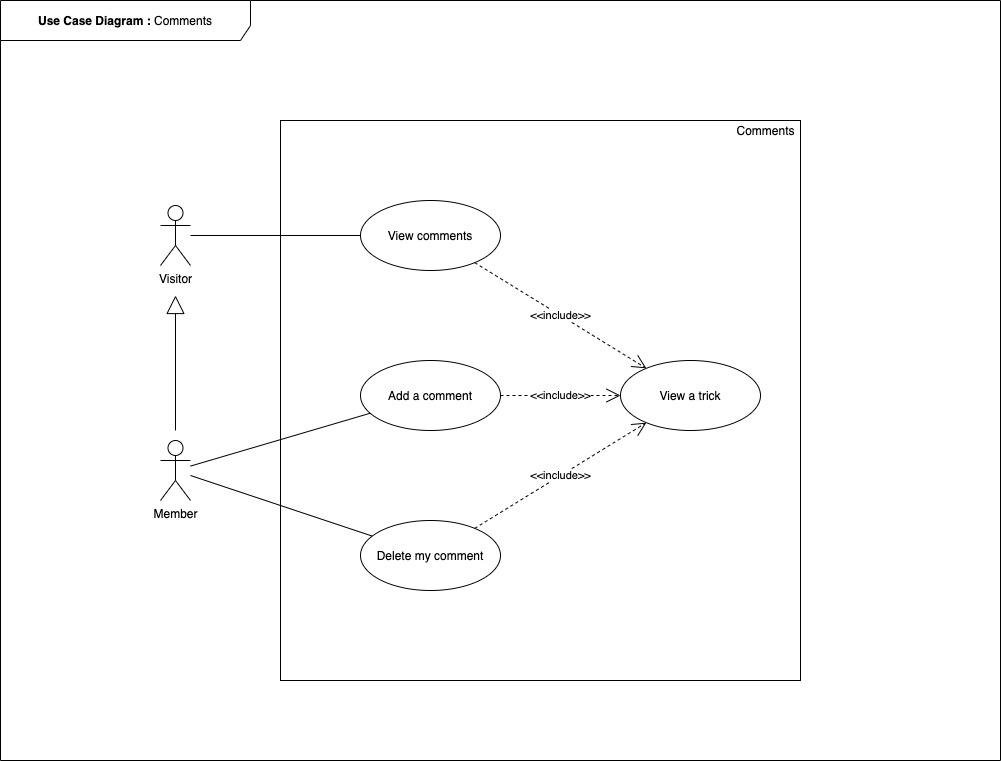 Use Case Diagram : Comments
Comments
Visitor
View comments
<<include>>
Add a comment
<<include>>
View a trick
<<include>>
Member
Delete my comment